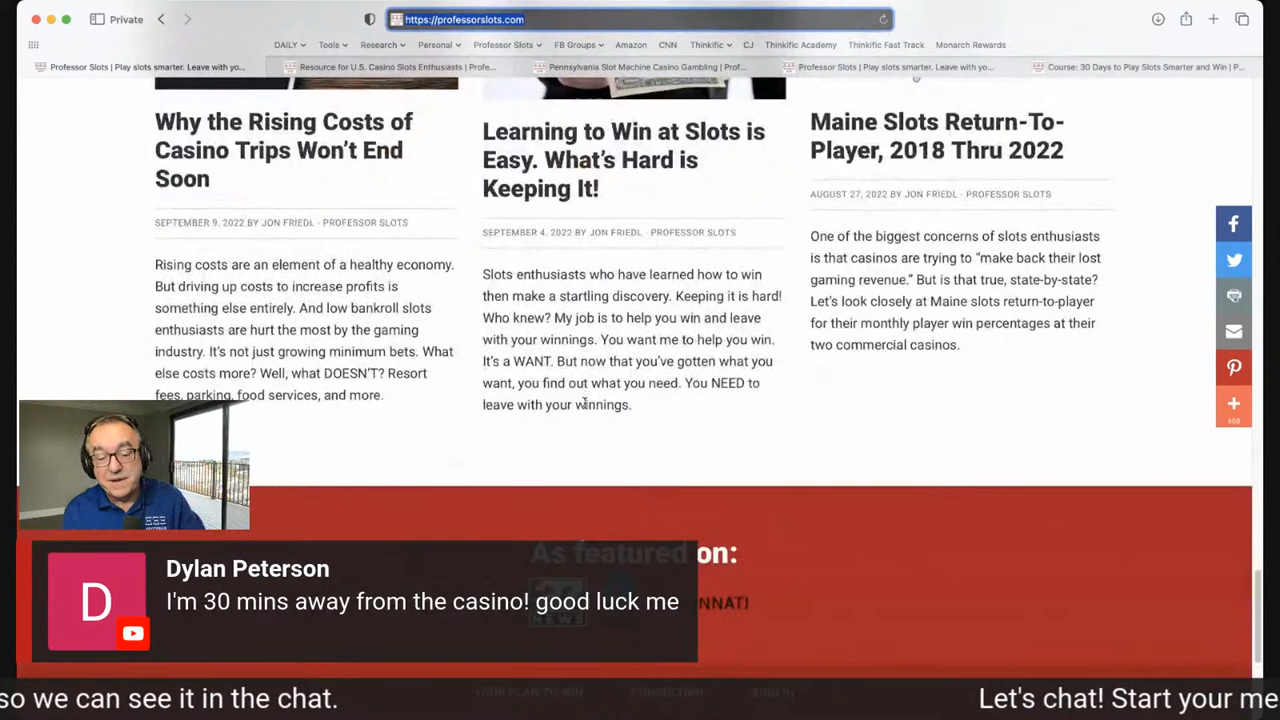 Private
https://professorslots.com
DAILY Tools Research Personal Professor Slots FB Groups Amazon CNN Thinkific CJ Thinkific Academy Thinkific Fast Track Monarch Rewards
Professor Slots | Play slots smarter. Leave with yo...
Resource for U.S. Casino Slots Enthusiasts | Profe...
Pennsylvania Slot Machine Casino Gambling | Prof...
Professor Slots | Play slots smarter. Leave with yo...
Course: 30 Days to Play Slots Smarter and Win | P...
Why the Rising Costs of
Casino Trips Won't End
Soon
SEPTEMBER 9, 2022 BY JON FRIEDL - PROFESSOR SLOTS
Rising costs are an element of a healthy economy.
But driving up costs to increase profits is
something else entirely. And low bankroll slots
enthusiasts are hurt the most by the gaming
industry. It's not just growing minimum bets. What
else costs more? Well, what DOESN'T? Resort
fees, parking, food services, and more.
Learning to Win at Slots is
Easy. What's Hard is
Keeping It!
SEPTEMBER 4, 2022 BY JON FRIEDL - PROFESSOR SLOTS
Slots enthusiasts who have learned how to win
then make a startling discovery. Keeping it is hard!
Who knew? My job is to help you win and leave
with your winnings. You want me to help you win.
It's a WANT. But now that you've gotten what you
want, you find out what you need. You NEED to
leave with your winnings.
Maine Slots Return-To-
Player, 2018 Thru 2022
AUGUST 27, 2022 BY JON FRIEDL - PROFESSOR SLOTS
One of the biggest concerns of slots enthusiasts
is that casinos are trying to "make back their lost
gaming revenue." But is that true, state-by-state?
Let's look closely at Maine slots return-to-player
for their monthly player win percentages at their
two commercial casinos.
408
As featured on:
NEWS
NNATI)
D
Dylan Peterson
I'm 30 mins away from the casino! good luck me
YOUR PLAN TO WIN CONSULTING SIGN IN
so we can see it in the chat.
Let's chat! Start your me